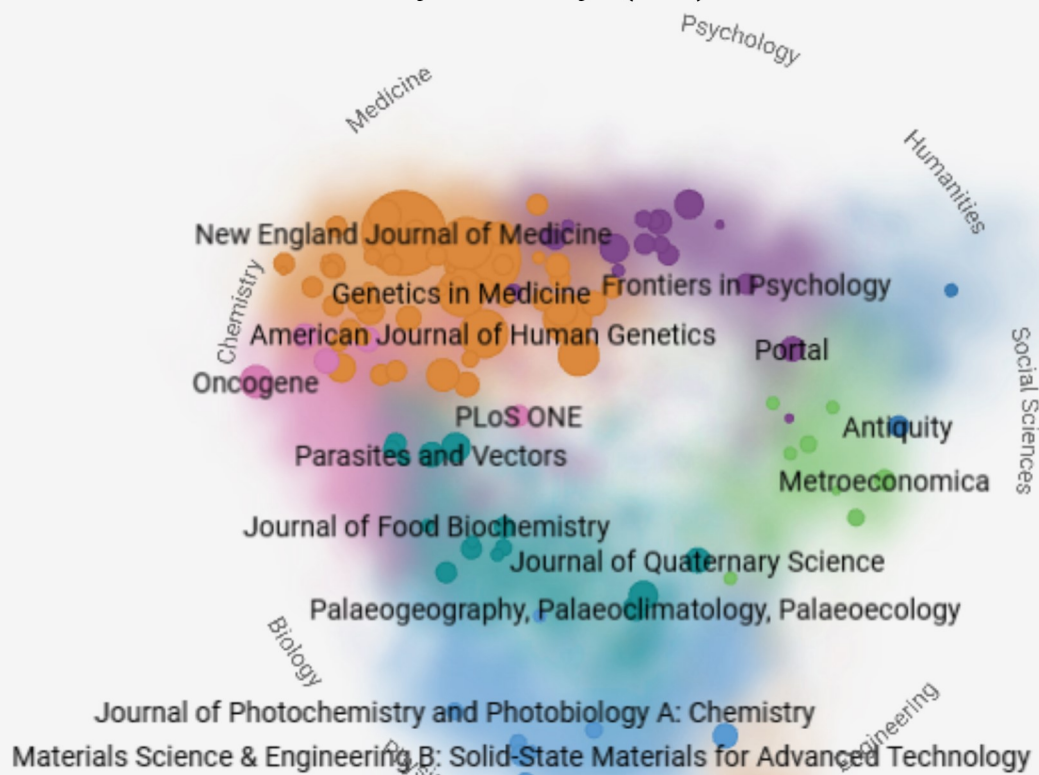 Psychology
Medicine
Humanities
New England Journal of Medicine
Chemistry
Frontiers in Psychology
Genetics in Medicine
American Journal of Human Genetics
Social Sciences
Portal
Oncogene
PLoS ONE
Antiquity
Parasites and Vectors
Metroeconomica
Journal of Food Biochemistry
Journal of Quaternary Science
Palaeogeography, Palaeoclimatology, Palaeoecology
Biology
Engineering
Journal of Photochemistry and Photobiology A: Chemistry
Materials Science & Engineering B: Solid-State Materials for Advanced Technology